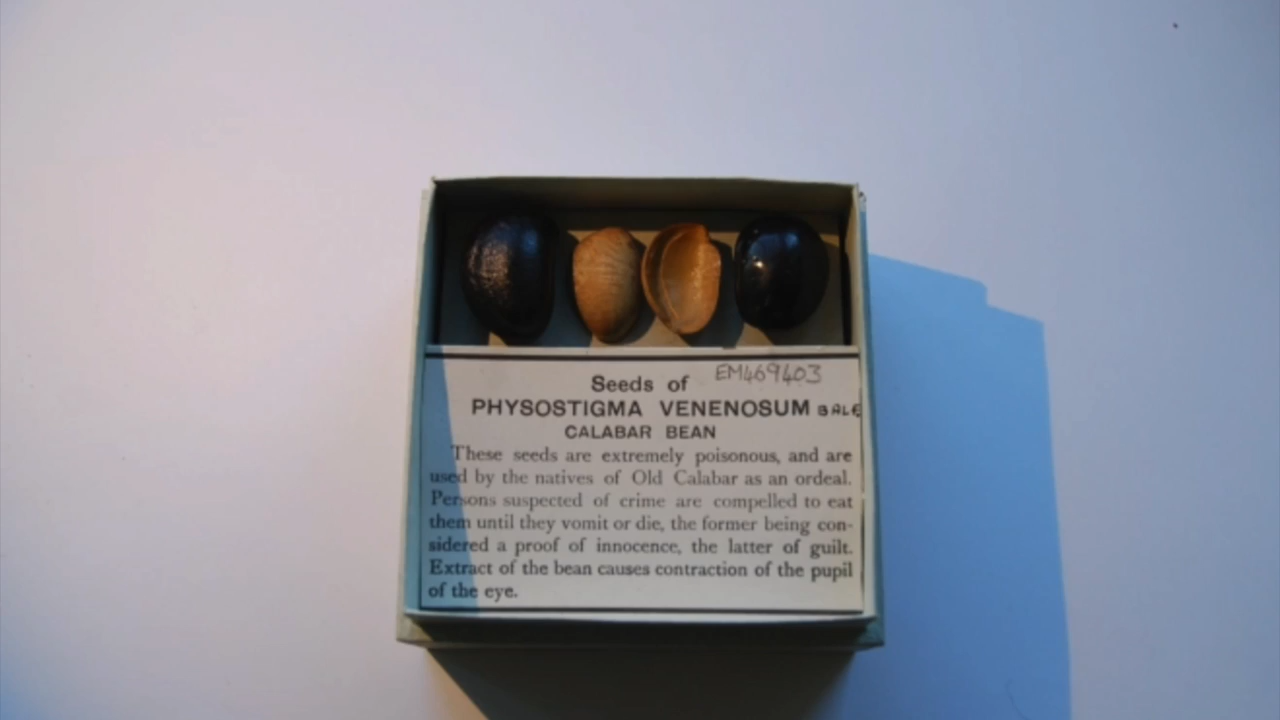 EM469403
Seeds of
PHYSOSTIGMA VENENOSUM BALF
CALABAR BEAN
These seeds are extremely poisonous, and are
used by the natives of Old Calabar as an ordeal.
Persons suspected of crime are compelled to eat
them until they vomit or die, the former being con-
sidered a proof of innocence, the latter of guilt.
Extract of the bean causes contraction of the pupil
of the eye.